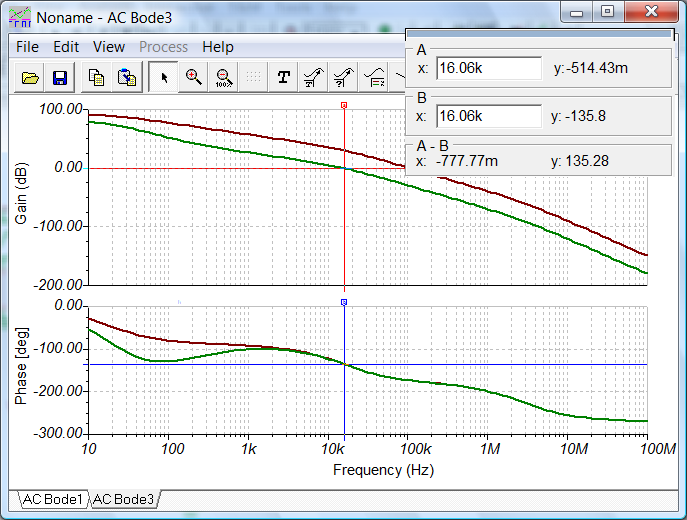 Noname - AC Bode3
File Edit View Process Help
T
100%
A
x: 16.06k y:-514.43m
B
x: 16.06k y: -135.8
A - B
x: -777.77m y: 135.28
100.00
0.00
-100.00
-200.00
Gain (dB)
0.00
-100.00
-200.00
-300.00
Phase [deg]
10 100 1k 10k 100k 1M 10M 100M
Frequency (Hz)
AC Bode1 AC Bode3